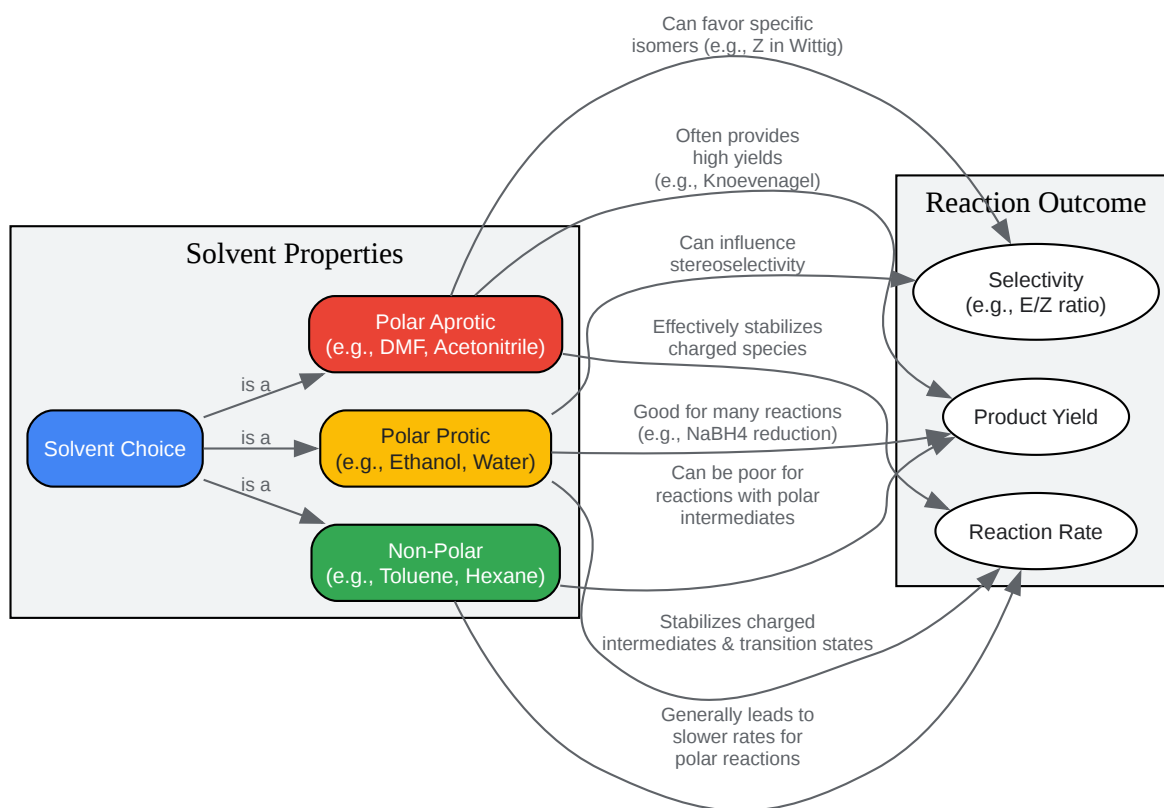 Can favor specific
isomers (e.g., Z in Wittig)
Often provides
high yields
(e.g., Knoevenagel)
Reaction Outcome
Solvent Properties
Can influence
stereoselectivity
Selectivity
(e.g., E/Z ratio)
Polar Aprotic
(e.g., DMF, Acetonitrile)
Effectively stabilizes
charged species
is a
Solvent Choice
is a
Polar Protic
(e.g., Ethanol, Water)
Good for many reactions
(e.g., NaBH4 reduction)
Product Yield
is a
Can be poor for
reactions with polar
intermediates
Non-Polar
(e.g., Toluene, Hexane)
Reaction Rate
Stabilizes charged
intermediates & transition states
Generally leads to
slower rates for
polar reactions